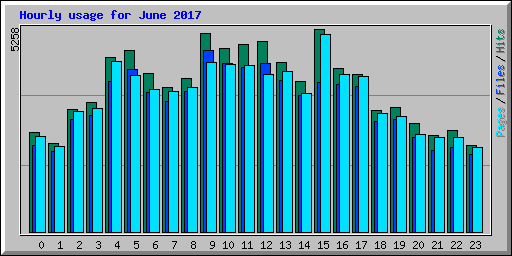 Hourly usage for June 2017
5258
Pages/Files/Hits
0 1 2 3 4 5 6 7 8 9 10 11 12 13 14 15 16 17 18 19 20 21 22 23